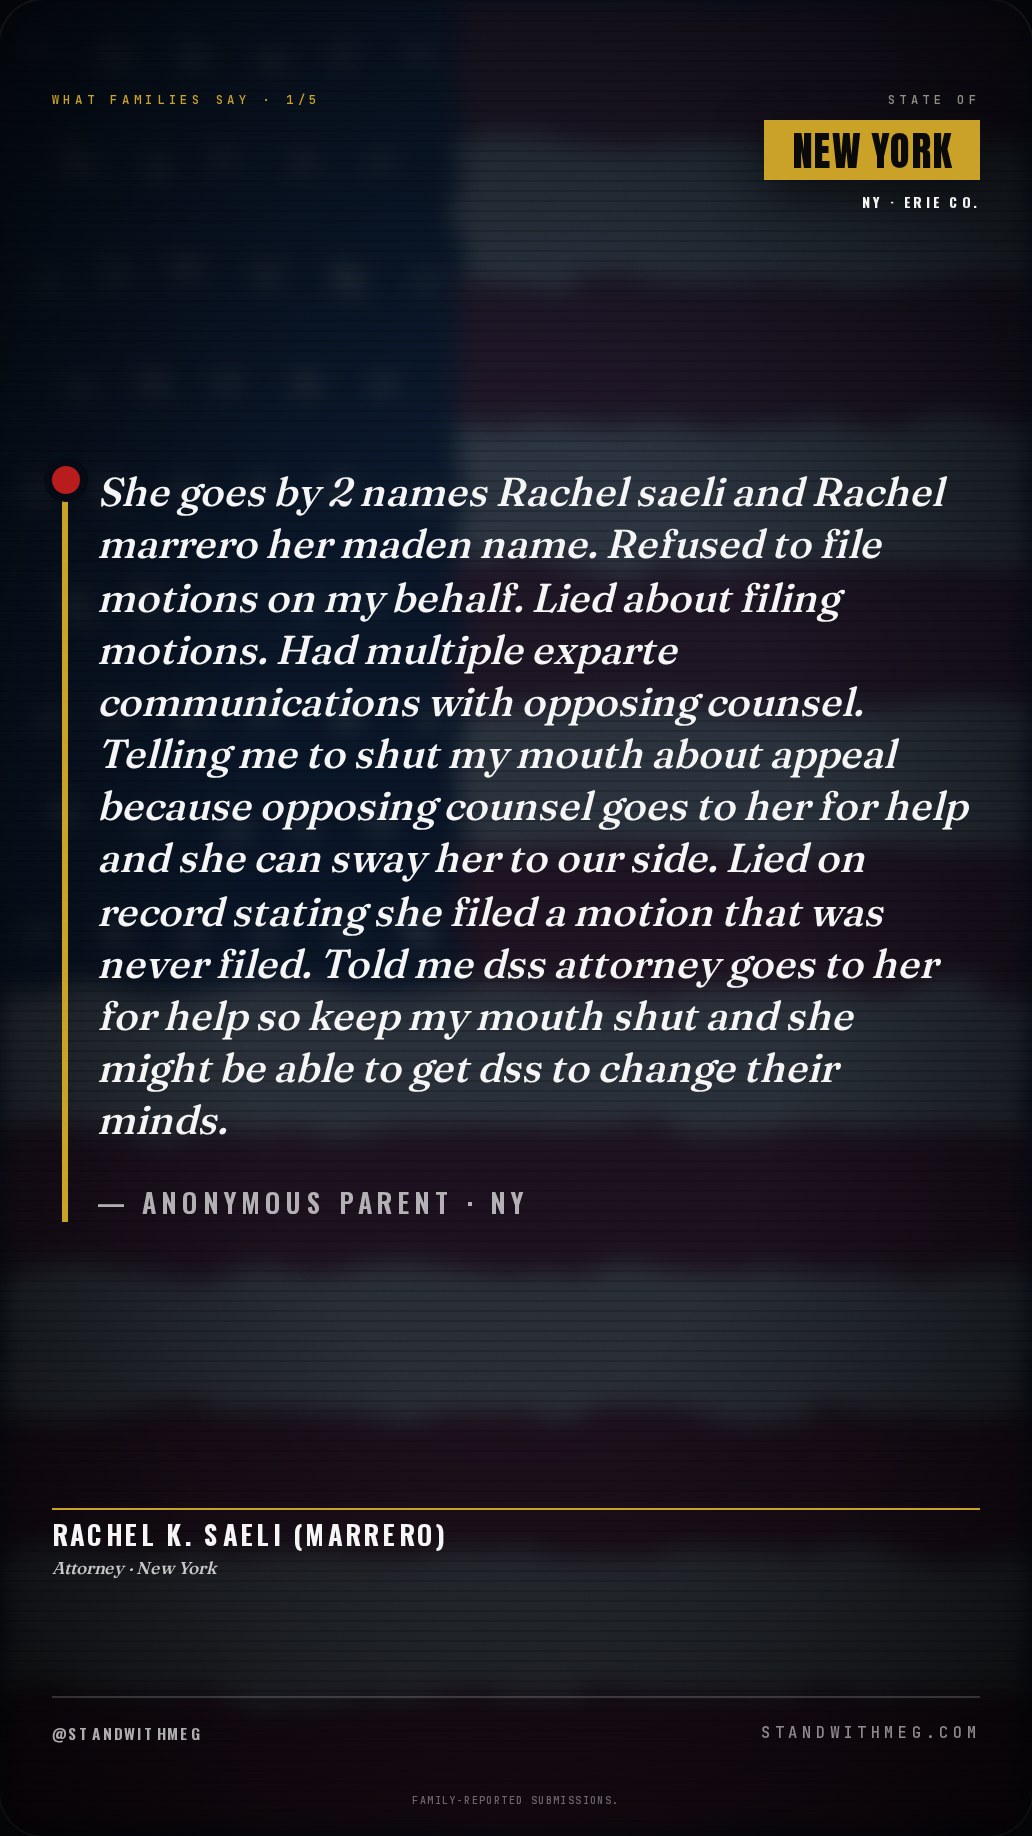 WHAT FAMILIES SAY · 1/5
STATE OF
NEW YORK
NY · ERIE CO.
She goes by 2 names Rachel saeli and Rachel
marrero her maden name. Refused to file
motions on my behalf. Lied about filing
motions. Had multiple exparte
communications with opposing counsel.
Telling me to shut my mouth about appeal
because opposing counsel goes to her for help
and she can sway her to our side. Lied on
record stating she filed a motion that was
never filed. Told me dss attorney goes to her
for help so keep my mouth shut and she
might be able to get dss to change their
minds.
— ANONYMOUS PARENT · NY
RACHEL K. SAELI (MARRERO)
Attorney · New York
@STANDWITHMEG
STANDWITHMEG.COM
FAMILY-REPORTED SUBMISSIONS.